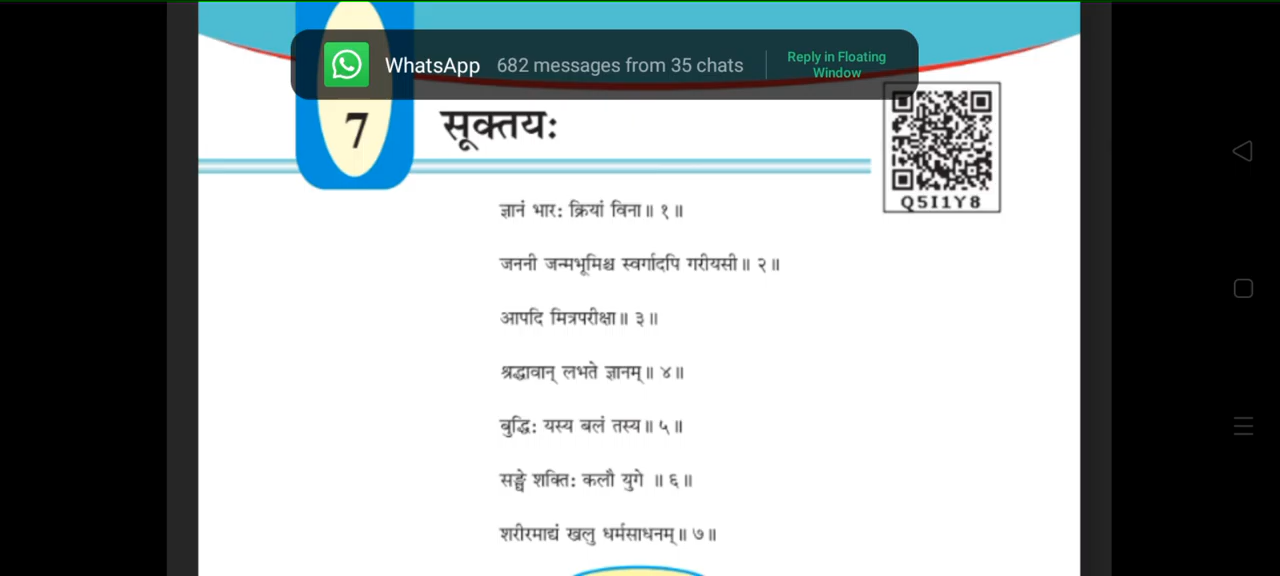 WhatsApp 682 messages from 35 chats Reply in Floating Window
7 सूक्तयः
Q5I1Y8
ज्ञानं भारः क्रियां विना॥ १॥
जननी जन्मभूमिश्च स्वर्गादपि गरीयसी॥ २॥
आपदि मित्रपरीक्षा॥ ३॥
श्रद्धावान् लभते ज्ञानम्॥ ४॥
बुद्धिः यस्य बलं तस्य॥ ५॥
सङ्घे शक्तिः कलौ युगे ॥ ६॥
शरीरमाद्यं खलु धर्मसाधनम्॥ ७॥